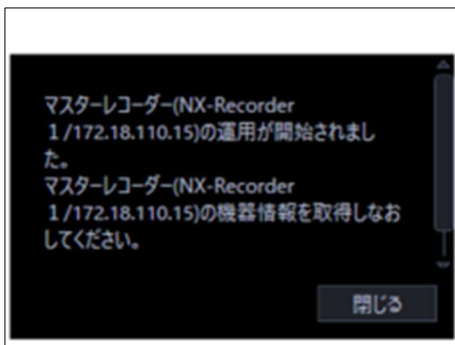 マスターレコーダー(NX-Recorder
１/172.18.110.15)の運用が開始されまし
た。
マスターレコーダー(NX-Recorder
１/172.18.110.15)の機器情報を取得しなお
してください。
閉じる